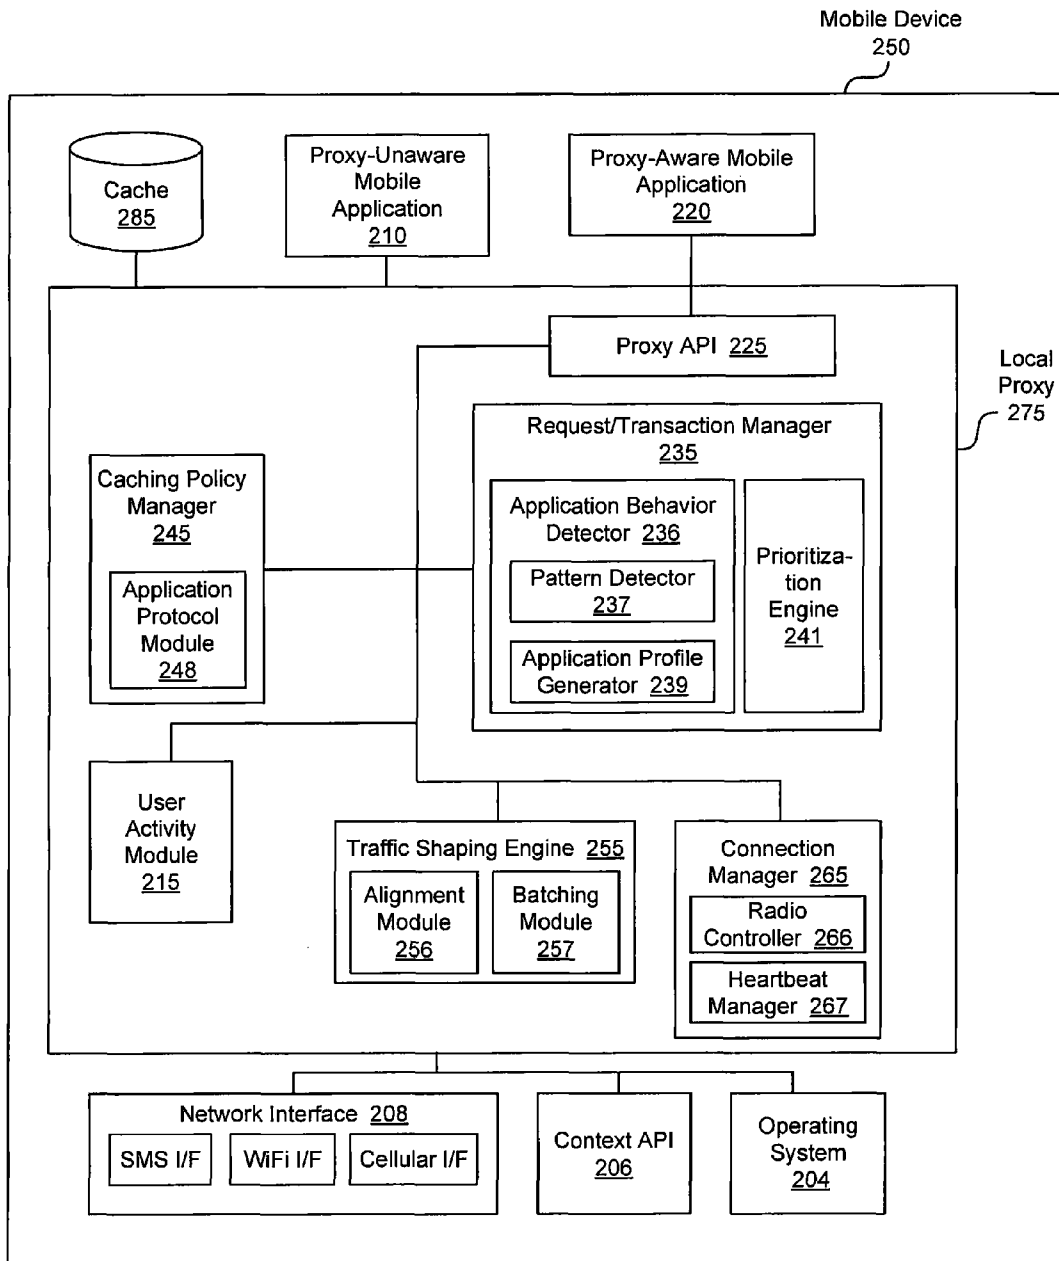 Mobile Device
250
Cache
285
Proxy-Unaware
Mobile
Application
210
Proxy-Aware Mobile
Application
220
Proxy API 225
Local
Proxy
275
Request/Transaction Manager
235
Caching Policy
Manager
245
Application
Protocol
Module
248
Application Behavior
Detector 236
Pattern Detector
237
Application Profile
Generator 239
Prioritiza-
tion
Engine
241
User
Activity
Module
215
Traffic Shaping Engine 255
Alignment
Module
256
Batching
Module
257
Connection
Manager 265
Radio
Controller 266
Heartbeat
Manager 267
Network Interface 208
SMS I/F
WiFi I/F
Cellular I/F
Context API
206
Operating
System
204